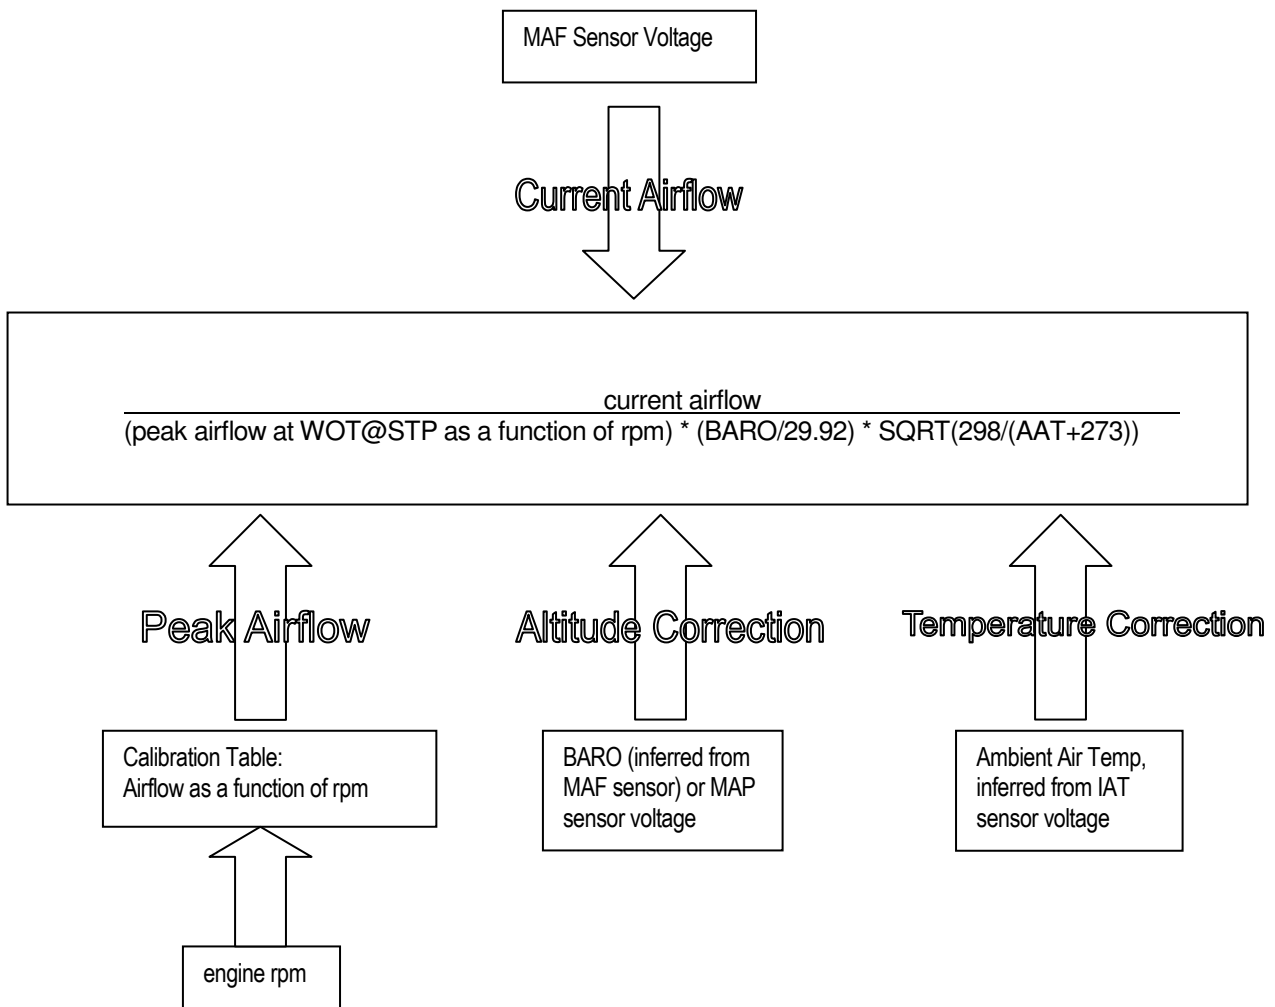 MAF Sensor Voltage
Current Airflow
current airflow
(peak airflow at WOT@STP as a function of rpm) * (BARO/29.92) * SQRT(298/(AAT+273))
Peak Airflow
Altitude Correction
Temperature Correction
Calibration Table:
Airflow as a function of rpm
BARO (inferred from
MAF sensor) or MAP
sensor voltage
Ambient Air Temp,
inferred from IAT
sensor voltage
engine rpm